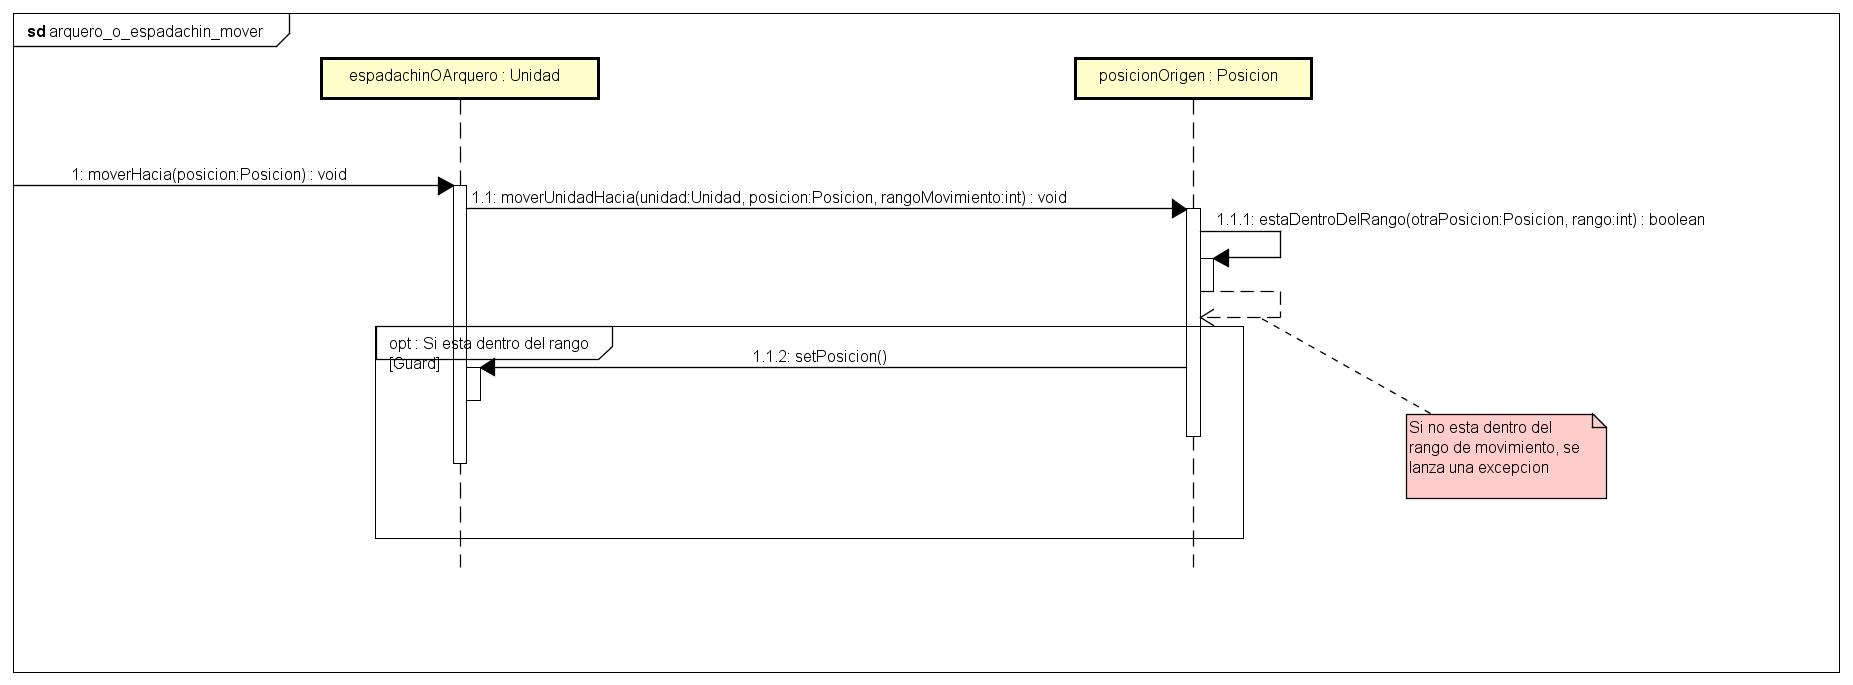 sd arquero_o_espadachin_mover
espadachinOArquero : Unidad
posicionOrigen : Posicion
1: moverHacia(posicion:Posicion) : void
1.1: moverUnidadHacia(unidad:Unidad, posicion:Posicion, rangoMovimiento:int) : void
1.1.1: estaDentroDelRango(otraPosicion:Posicion, rango:int) : boolean
opt : Si esta dentro del rango
[Guard]
1.1.2: setPosicion()
Si no esta dentro del
rango de movimiento, se
lanza una excepcion